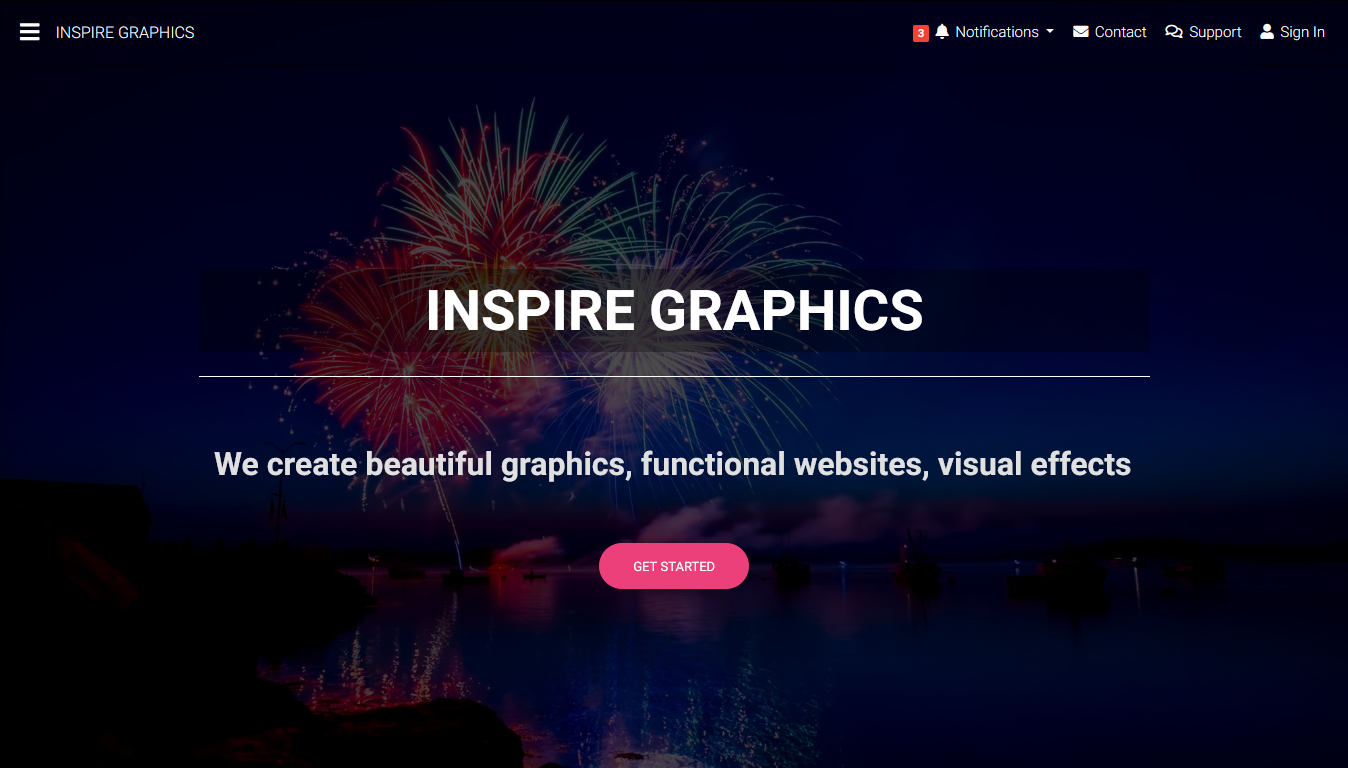 INSPIRE GRAPHICS
3 Notifications Contact Support Sign In
INSPIRE GRAPHICS
We create beautiful graphics, functional websites, visual effects
GET STARTED